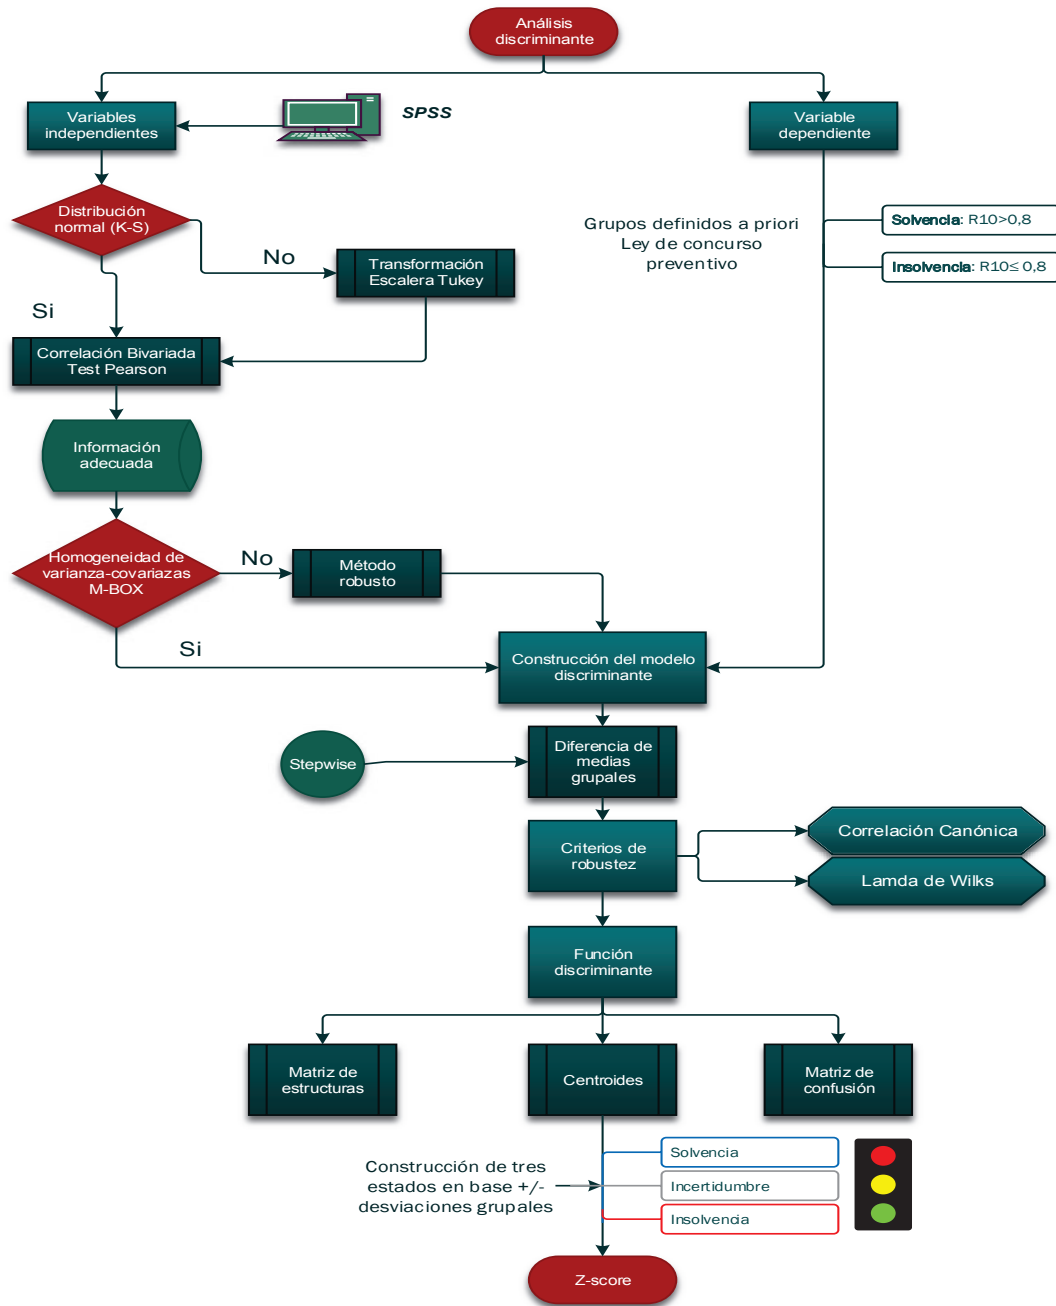 Análisis
discriminante
Variables
independientes
SPSS
Variable
dependiente
Distribución
normal (K-S)
No
Transformación
Escalera Tukey
Grupos definidos a priori
Ley de concurso
preventivo
Solvencia: R10>0,8
Insolvencia: R10≤ 0,8
Si
Correlación Bivariada
Test Pearson
Información
adecuada
Homogeneidad de
varianza-covariazas
M-BOX
No
Método
robusto
Si
Construcción del modelo
discriminante
Stepwise
Diferencia de
medias
grupales
Criterios de
robustez
Correlación Canónica
Lamda de Wilks
Función
discriminante
Matriz de
estructuras
Centroides
Matriz de
confusión
Construcción de tres
estados en base +/-
desviaciones grupales
Solvencia
Incertidumbre
Insolvencia
Z-score